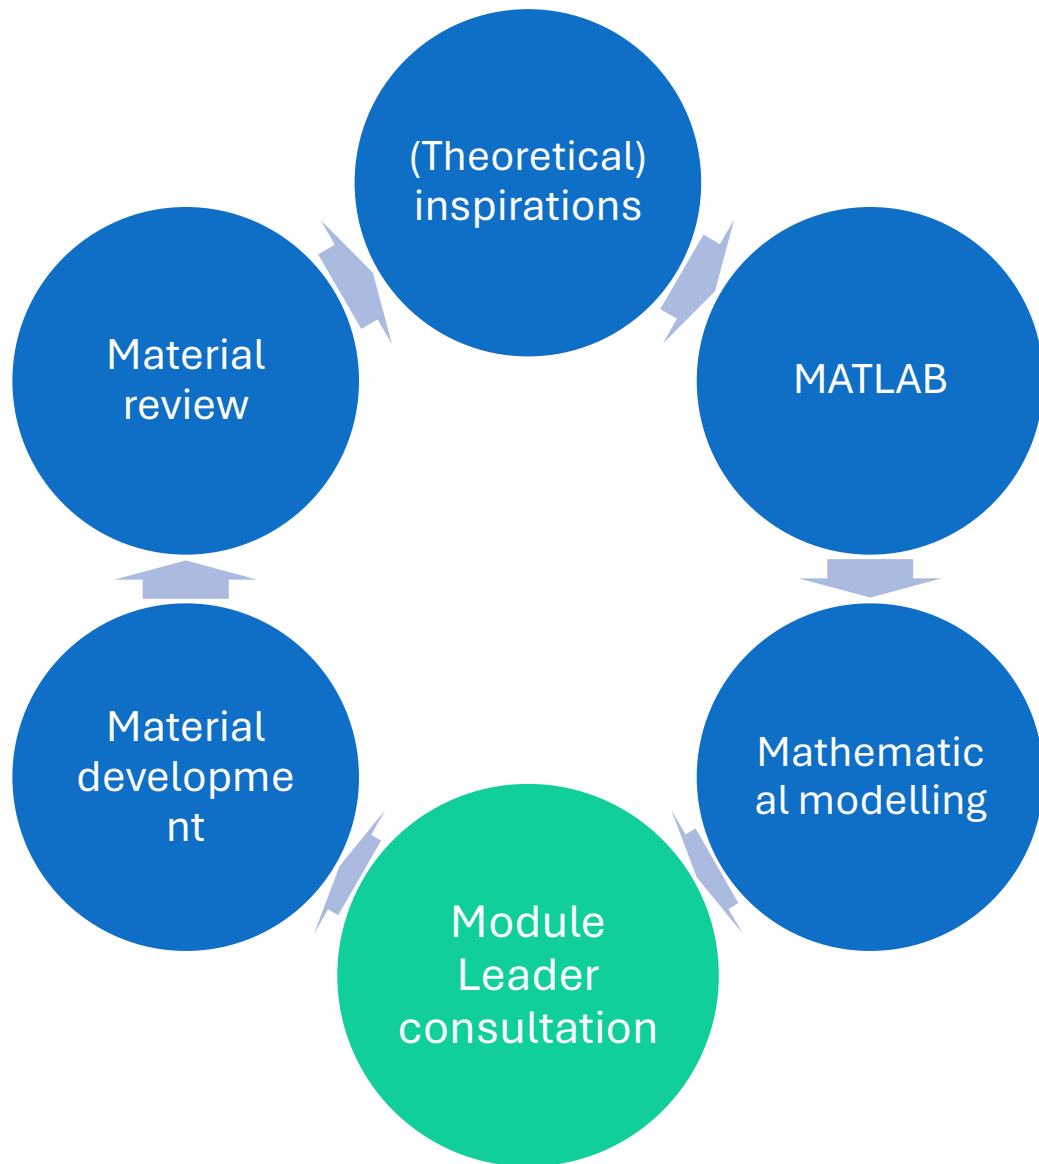 (Theoretical)
inspirations
MATLAB
Mathematic
al modelling
Module
Leader
consultation
Material
developme
nt
Material
review